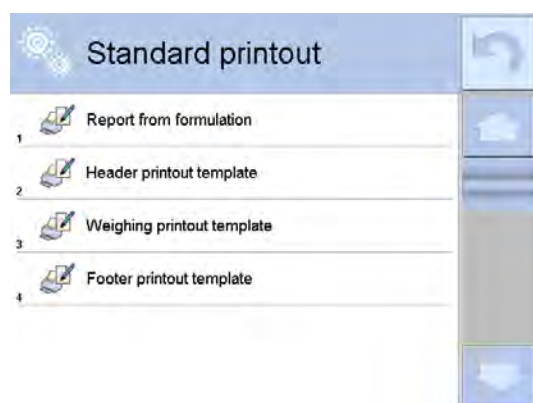 Standard printout
1 Report from formulation
2 Header printout template
3 Weighing printout template
4 Footer printout template